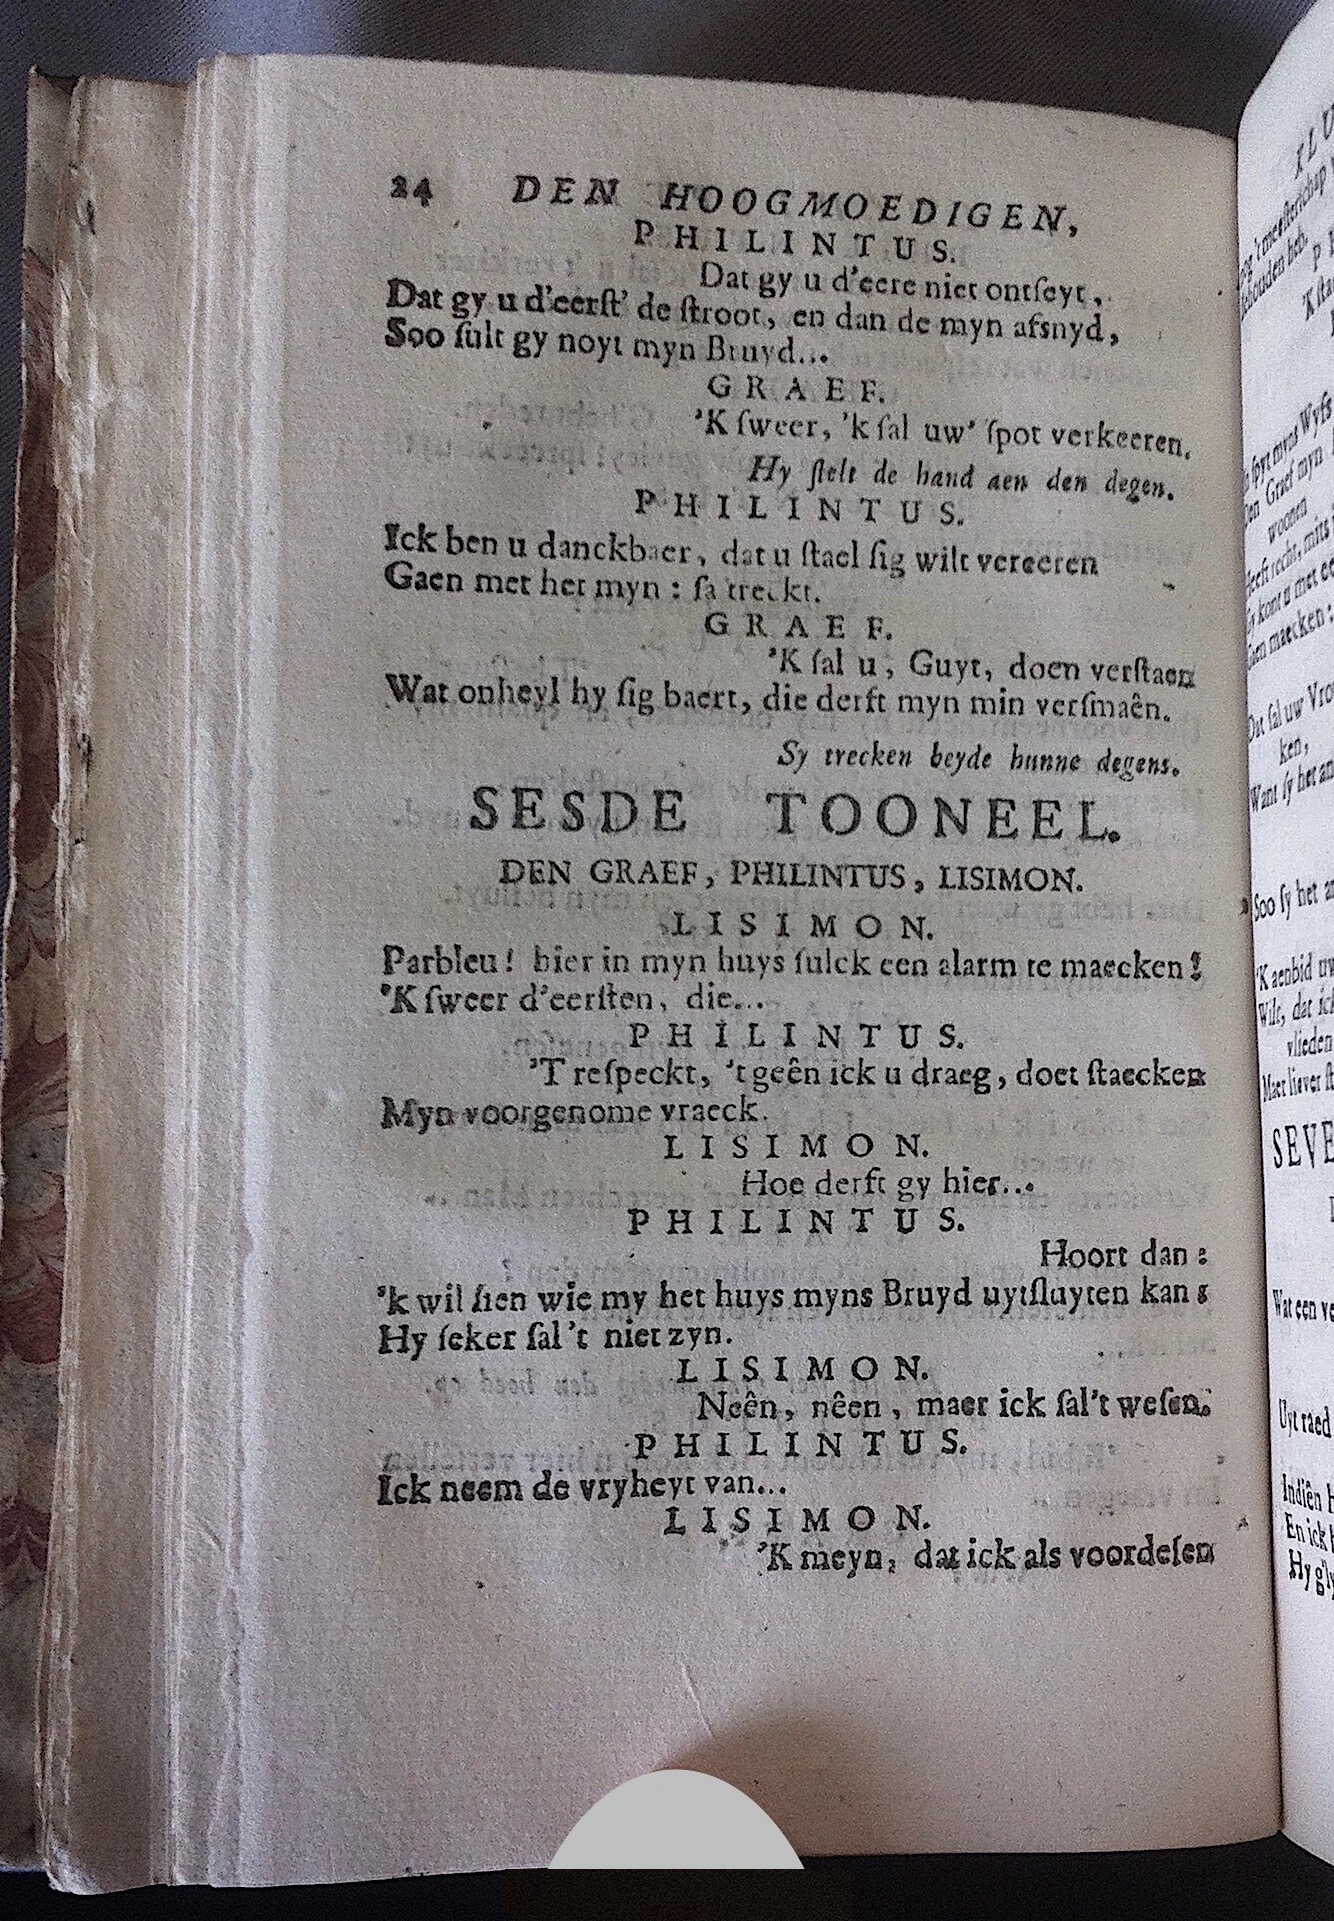 24 DEN HOOGMOEDIGEN,
PHILINTUS.
Dat gy u d'eere niet ontſeyt,
Dat gy u d'eerſt' de ſtroot, en dan de myn afsnyd,
Soo ſult gy noyt myn Bruyd...
GRAEF.
'K ſweer, 'k ſal uw' ſpot verkeeren.
Hy ſtelt de hand aen den degen.
PHILINTUS.
Ick ben u danckbaer, dat u ſtael ſig wilt vereeren
Gaen met het myn : ſa treckt.
GRAEF.
'K ſal u, Guyt, doen verſtaen
Wat onheyl hy ſig baert, die derft myn min verſmaên.
Sy trecken beyde hunne degens.
SESDE TOONEEL.
DEN GRAEF, PHILINTUS, LISIMON.
LISIMON.
Parbleu! hier in myn huys ſulck een alarm te maecken!
'K ſweer d'eerſten, die...
PHILINTUS.
'T reſpeckt, 't geên ick u draeg, doet ſtaecken
Myn voorgenome vraeck.
LISIMON.
Hoe derft gy hier...
PHILINTUS.
Hoort dan:
'k wil ſien wie my het huys myns Bruyd uytſluyten kan:
Hy ſeker ſal't niet zyn.
LISIMON.
Neên, nêen, maer ick ſal't weſen.
PHILINTUS.
Ick neem de vryheyt van...
LISIMON.
'K meyn, dat ick als voordeſen